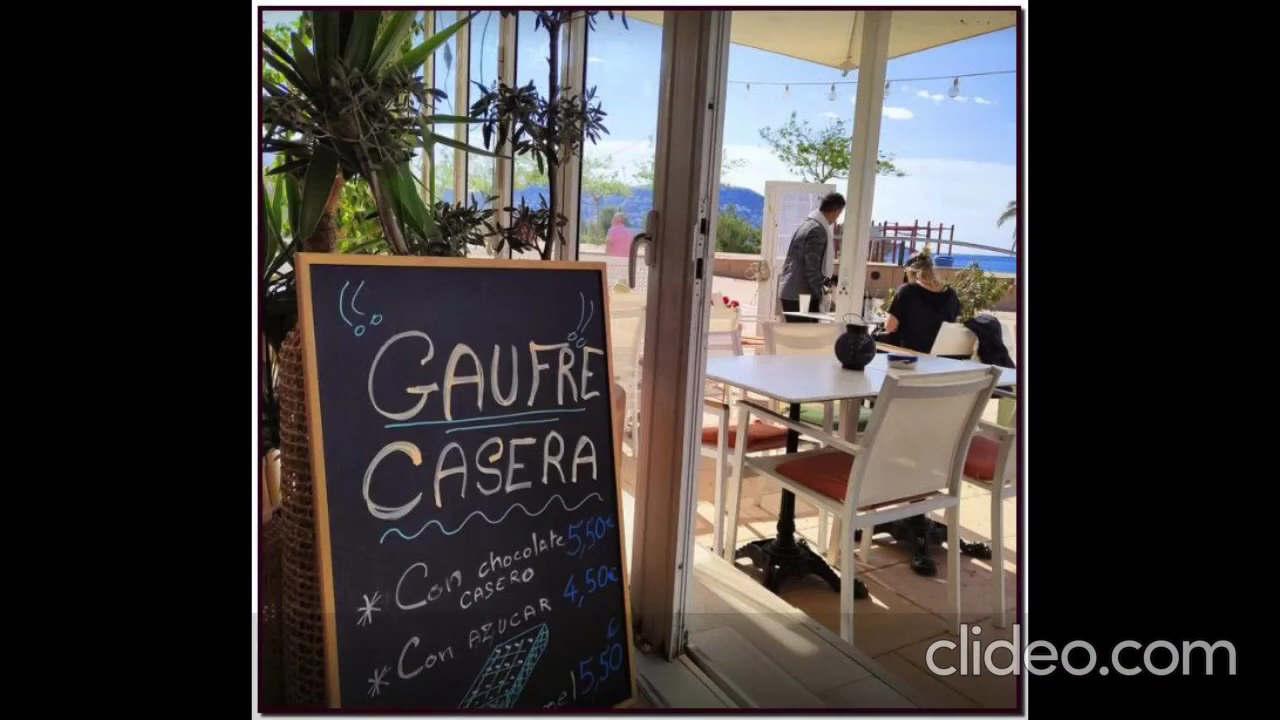 GAUFRE
CASERA
* Con chocolate 5,50€
CASERO
* Con AZUCAR 4,50€
5,50€
clideo.com